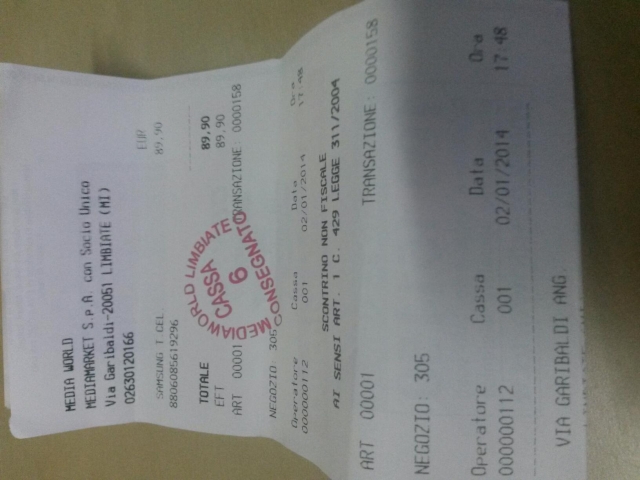 MEDIA WORLD
MEDIAMARKET S.p.A. con Socio Unico
Via Garibaldi-20051 LIMBIATE (MI)
02630120166
EUR
SAMSUNG T.CEL 89,90
8806085619296
TOTALE 89,90
EFT 89,90
ART 00001 TRANSAZIONE: 0000158
NEGOZIO: 305
Operatore Cassa Data Ora
000000112 001 02/01/2014 17:48
SCONTRINO NON FISCALE
AI SENSI ART. 1 C. 429 LEGGE 311/2004
MEDIAWORLD LIMBIATE
CASSA
6
CONSEGNATO
ART 00001 TRANSAZIONE: 0000158
NEGOZIO: 305
Operatore Cassa Data Ora
000000112 001 02/01/2014 17:48
VIA GARIBALDI ANG